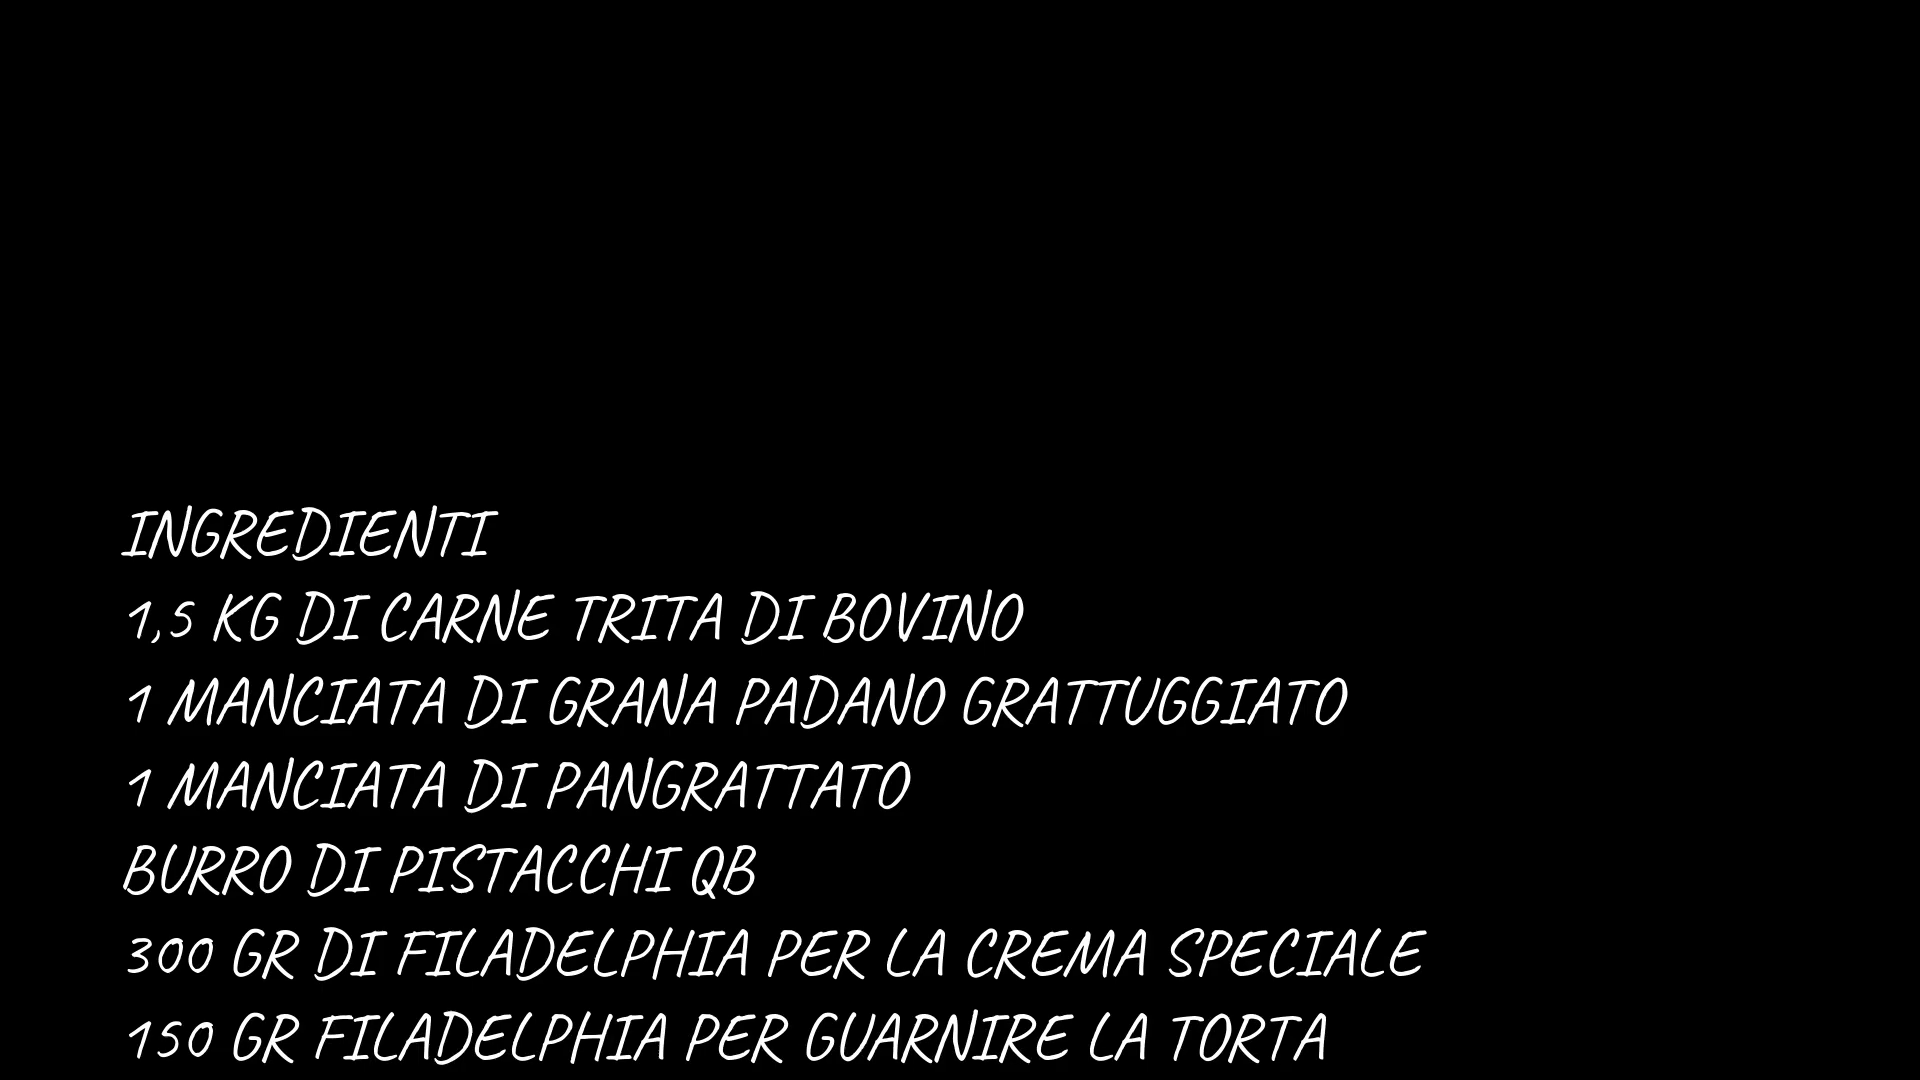 INGREDIENTI
1,5 KG DI CARNE TRITA DI BOVINO
1 MANCIATA DI GRANA PADANO GRATTUGGIATO
1 MANCIATA DI PANGRATTATO
BURRO DI PISTACCHI QB
300 GR DI FILADELPHIA PER LA CREMA SPECIALE
150 GR FILADELPHIA PER GUARNIRE LA TORTA